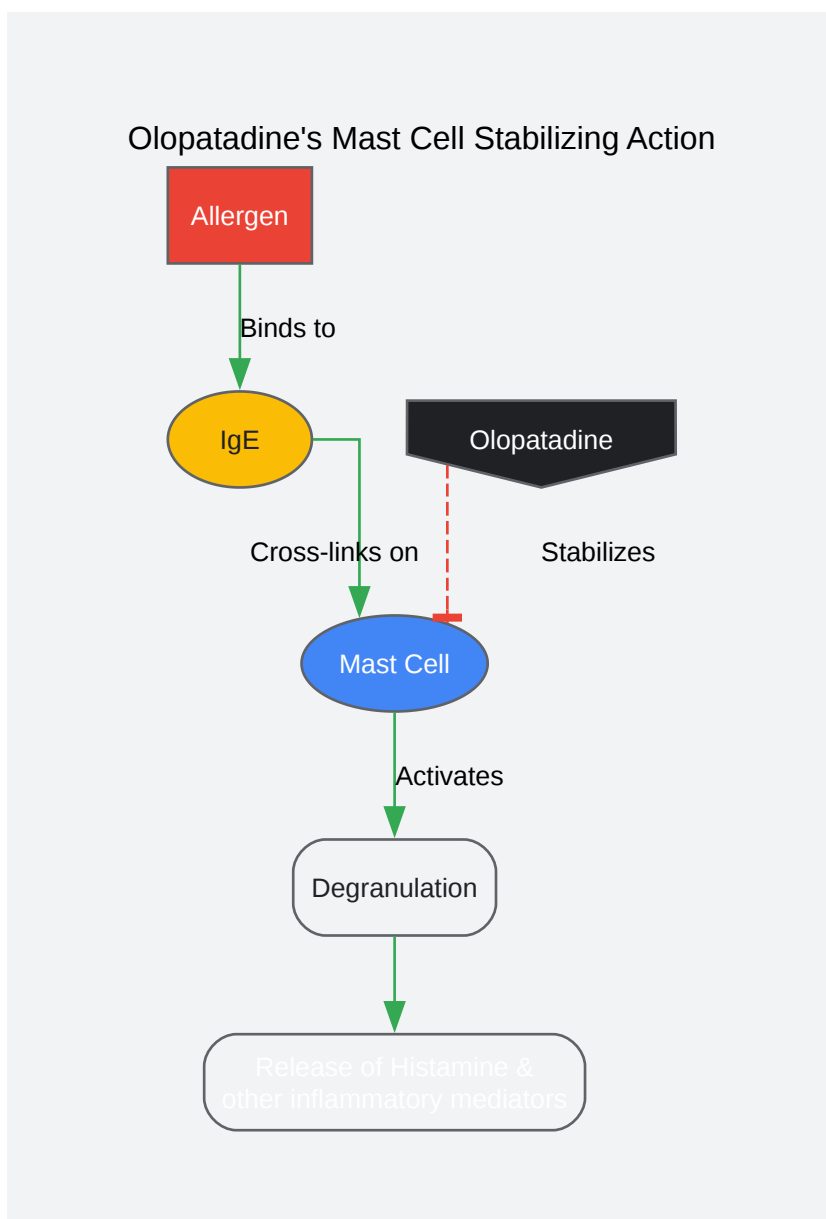 Olopatadine's Mast Cell Stabilizing Action
Allergen
Binds to
IgE
Olopatadine
Cross-links on
Stabilizes
Mast Cell
Activates
Degranulation
Release of Histamine &
other inflammatory mediators